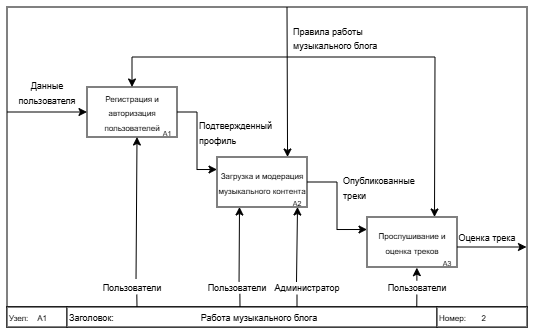 Правила работы
музыкального блога
Данные
пользователя
Регистрация и
авторизация
пользователей
A1
Подтвержденный
профиль
Загрузка и модерация
музыкального контента
A2
Опубликованные
треки
Прослушивание и
оценка треков
A3
Оценка трека
Пользователи
Пользователи
Администратор
Пользователи
Узел: A1
Заголовок: Работа музыкального блога
Номер: 2